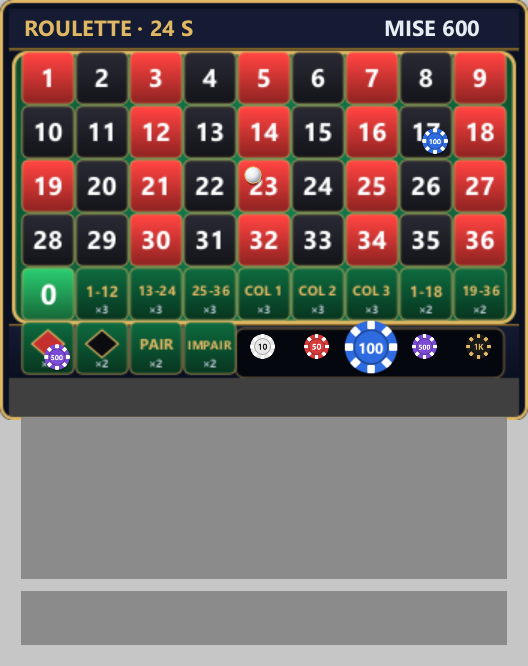 ROULETTE · 24 S MISE 600
1 2 3 4 5 6 7 8 9
10 11 12 13 14 15 16 17 18
100
19 20 21 22 23 24 25 26 27
28 29 30 31 32 33 34 35 36
0 1-12 13-24 25-36 COL 1 COL 2 COL 3 1-18 19-36
×3 ×3 ×3 ×3 ×3 ×3 ×2 ×2
PAIR IMPAIR 10 50 100 500 1K
500
×2 ×2 ×2